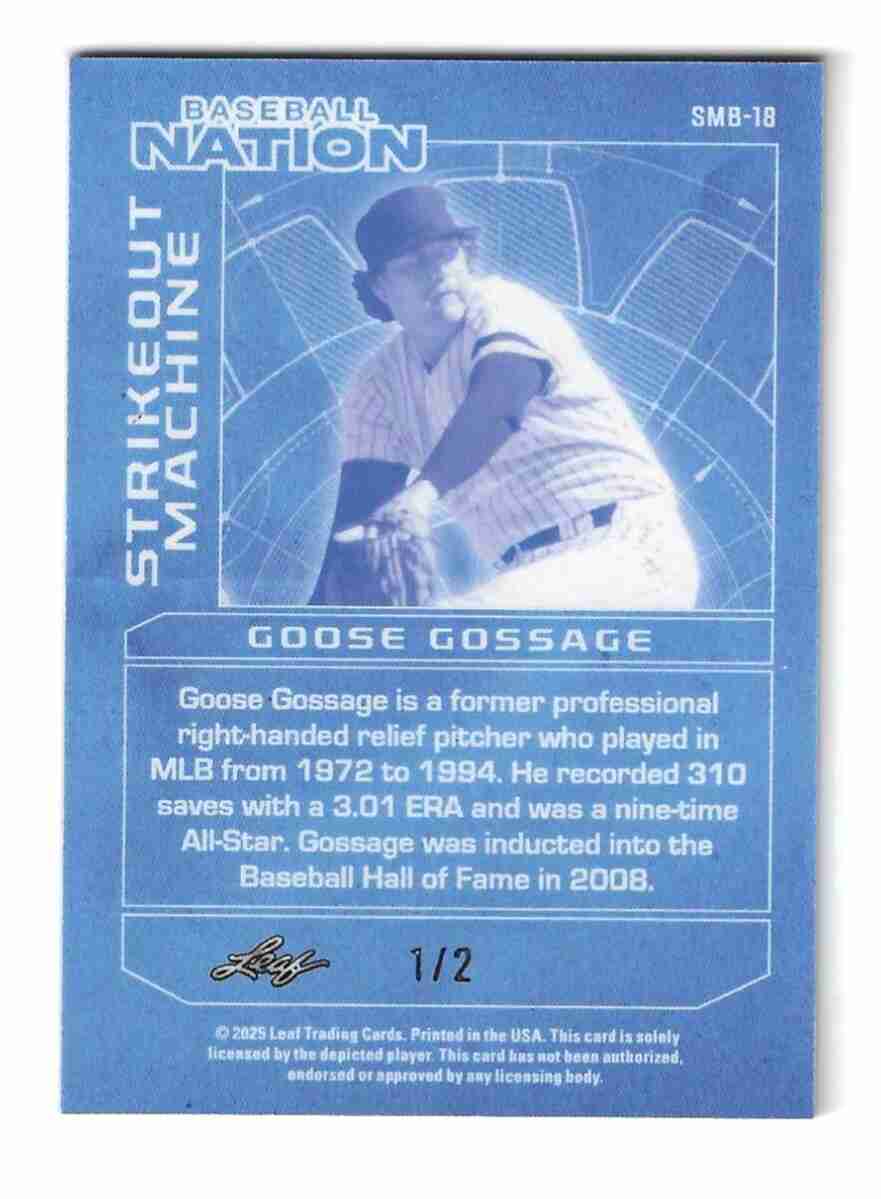 BASEBALL
NATION
SMB-18
STRIKEOUT
MACHINE
GOOSE GOSSAGE
Goose Gossage is a former professional
right-handed relief pitcher who played in
MLB from 1972 to 1994. He recorded 310
saves with a 3.01 ERA and was a nine-time
All-Star. Gossage was inducted into the
Baseball Hall of Fame in 2008.
Leaf
1/2
© 2025 Leaf Trading Cards. Printed in the USA. This card is solely
licensed by the depicted player. This card has not been authorized,
endorsed or approved by any licensing body.